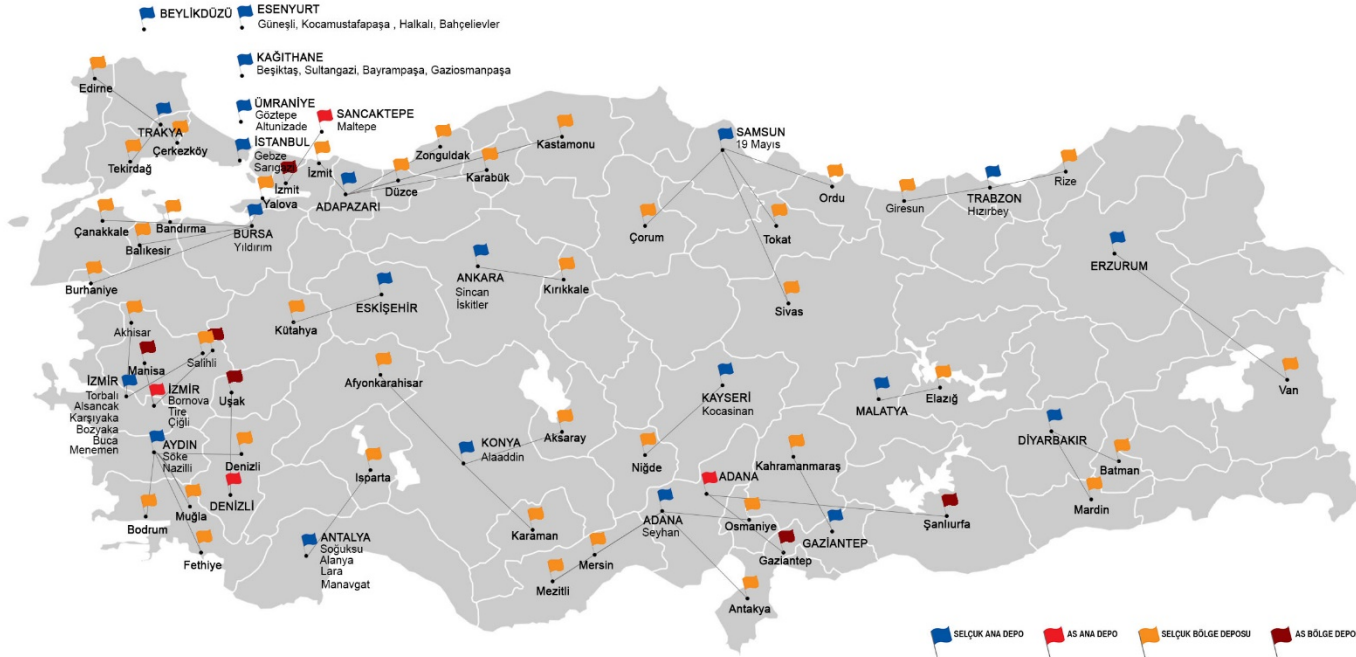 BEYLİKDÜZÜ
ESENYURT
Güneşli, Kocamustafapaşa , Halkalı, Bahçelievler
KAĞITHANE
Beşiktaş, Sultangazi, Bayrampaşa, Gaziosmanpaşa
Edirne
ÜMRANİYE
Göztepe
Altunizade
SANCAKTEPE
Maltepe
TRAKYA
Çerkezköy
Tekirdağ
İSTANBUL
Gebze
Sarıgazi
İzmit
İzmit
Yalova
ADAPAZARI
Düzce
Zonguldak
Karabük
Kastamonu
SAMSUN
19 Mayıs
Ordu
Giresun
TRABZON
Hızırbey
Rize
Çanakkale
Bandırma
Balıkesir
BURSA
Yıldırım
Çorum
Tokat
Burhaniye
ANKARA
Sincan
İskitler
Kırıkkale
ERZURUM
Kütahya
ESKİŞEHİR
Sivas
Akhisar
Salihli
Manisa
Afyonkarahisar
İZMİR
Torbalı
Alsancak
Karşıyaka
Bozyaka
Buca
Menemen
İZMİR
Bornova
Tire
Çiğli
Uşak
KAYSERİ
Kocasinan
MALATYA
Elazığ
Van
AYDIN
Söke
Nazilli
Denizli
KONYA
Alaaddin
Aksaray
Niğde
Kahramanmaraş
DİYARBAKIR
Batman
Isparta
ADANA
Mardin
Bodrum
Muğla
DENİZLİ
Şanlıurfa
Fethiye
ANTALYA
Soğuksu
Alanya
Lara
Manavgat
Karaman
ADANA
Seyhan
Osmaniye
GAZİANTEP
Mersin
Gaziantep
Mezitli
Antakya
SELÇUK ANA DEPO
AS ANA DEPO
SELÇUK BÖLGE DEPOSU
AS BÖLGE DEPO